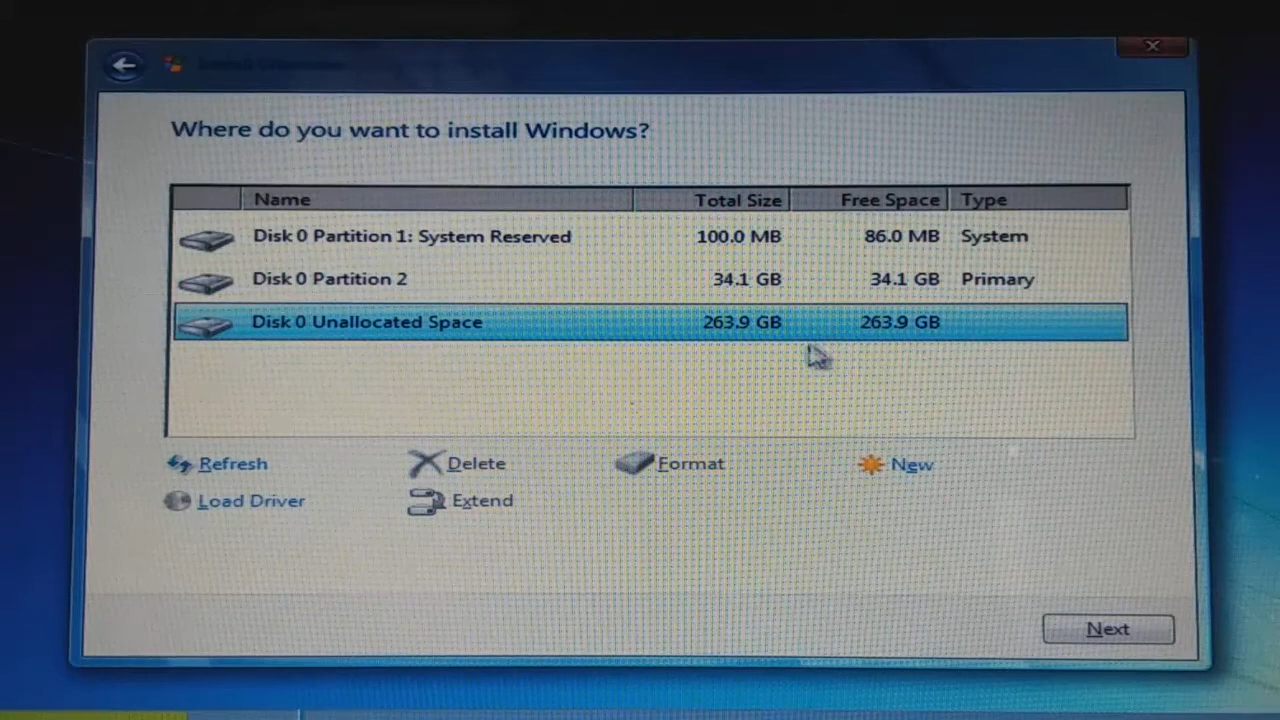 Where do you want to install Windows?
Name Total Size Free Space Type
Disk 0 Partition 1: System Reserved 100.0 MB 86.0 MB System
Disk 0 Partition 2 34.1 GB 34.1 GB Primary
Disk 0 Unallocated Space 263.9 GB 263.9 GB
Refresh Delete Format New
Load Driver Extend
Next